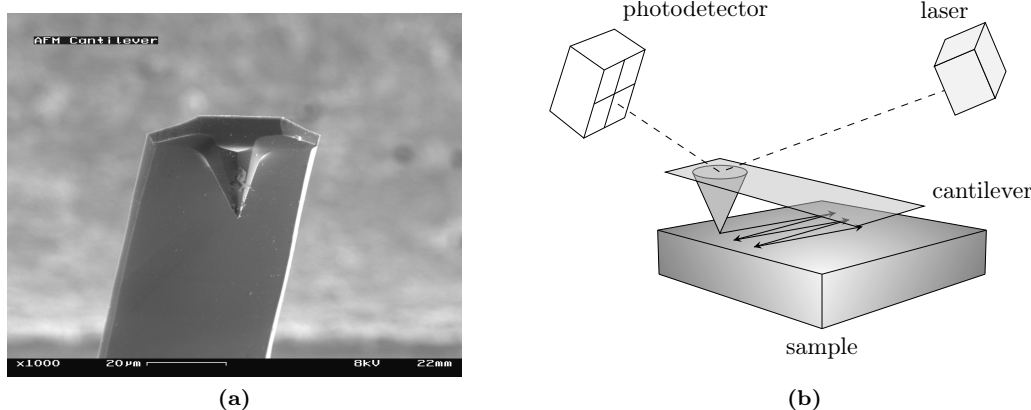 AFM Cantilever
x1000 20µm 8kV 22mm
(a)
photodetector
laser
cantilever
sample
(b)